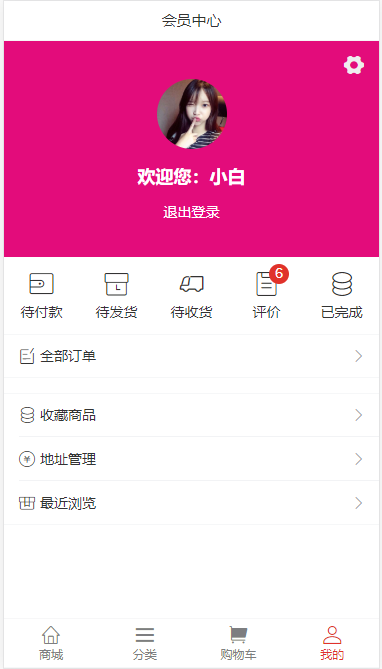 会员中心
欢迎您：小白
退出登录
6
待付款 待发货 待收货 评价 已完成
全部订单
收藏商品
¥ 地址管理
最近浏览
商城 分类 购物车 我的